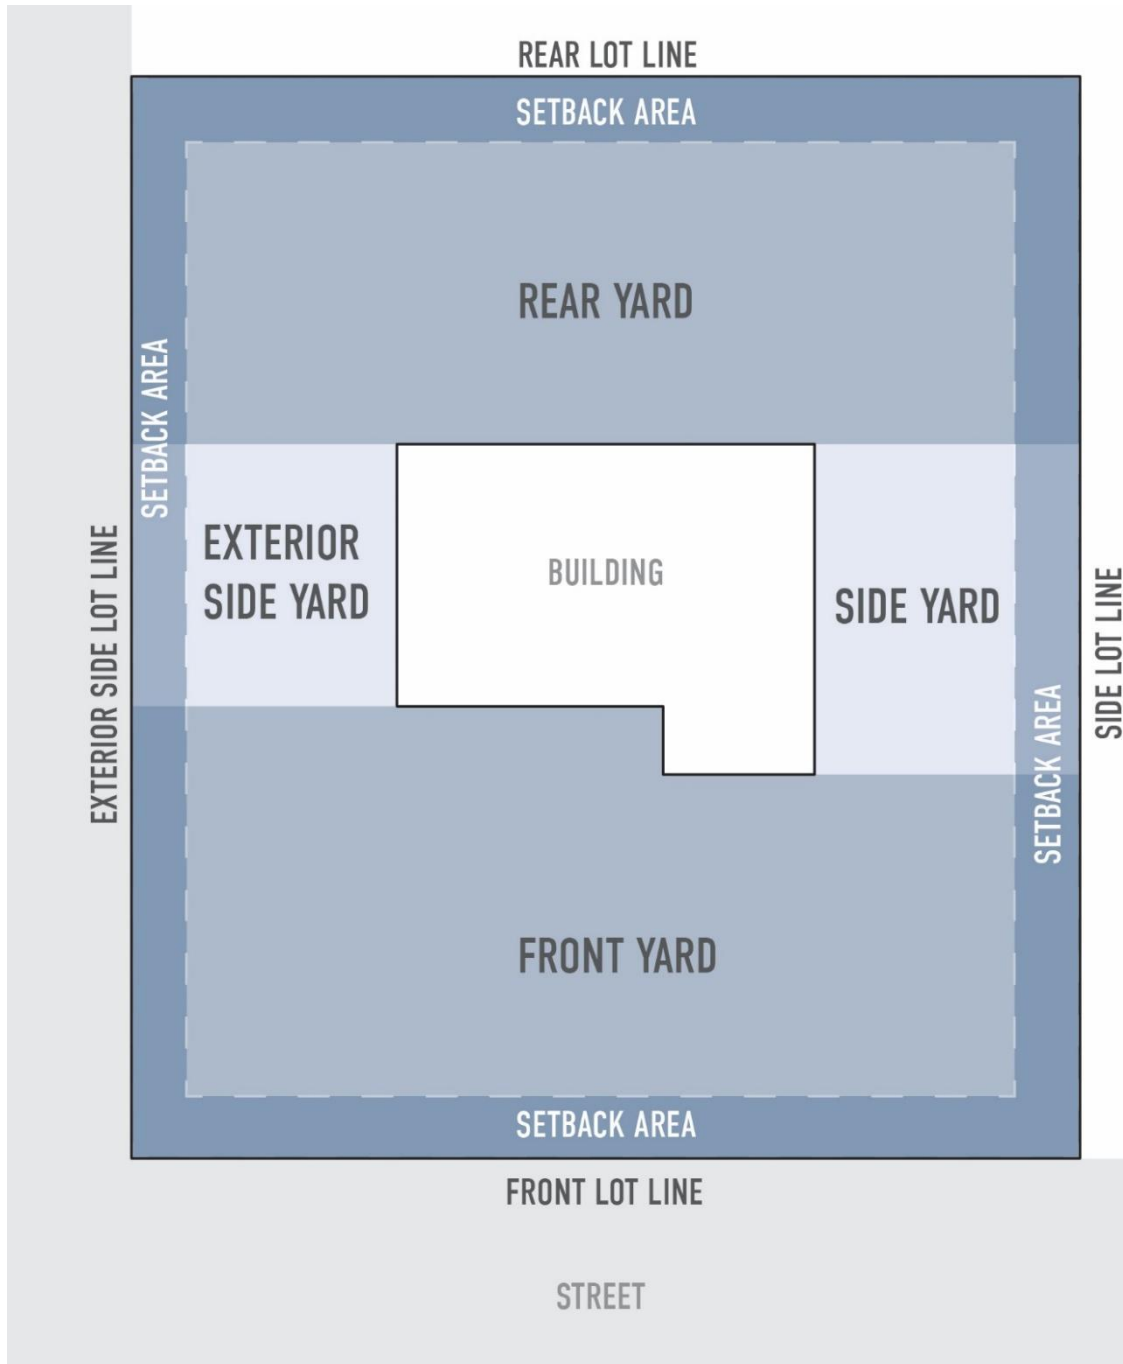 REAR LOT LINE
SETBACK AREA
REAR YARD
SETBACK AREA
EXTERIOR SIDE LOT LINE
EXTERIOR
SIDE YARD
BUILDING
SIDE YARD
SIDE LOT LINE
SETBACK AREA
FRONT YARD
SETBACK AREA
FRONT LOT LINE
STREET